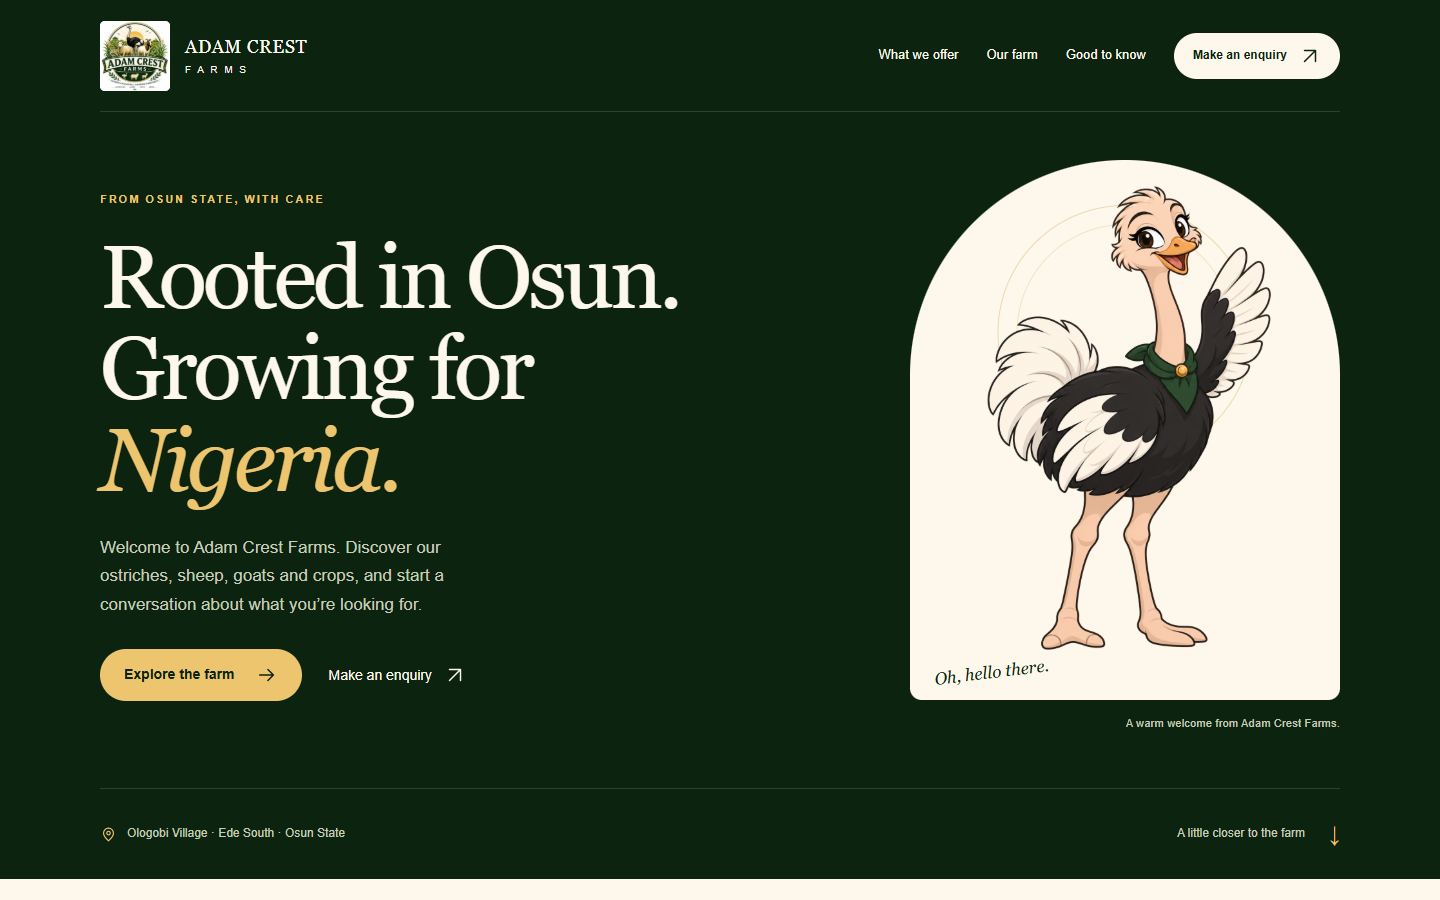 ADAM CREST
FARMS
ADAM CREST
FARMS
What we offer
Our farm
Good to know
Make an enquiry
FROM OSUN STATE, WITH CARE
Rooted in Osun.
Growing for
Nigeria.
Welcome to Adam Crest Farms. Discover our
ostriches, sheep, goats and crops, and start a
conversation about what you’re looking for.
Explore the farm
Make an enquiry
Oh, hello there.
A warm welcome from Adam Crest Farms.
Ologobi Village · Ede South · Osun State
A little closer to the farm